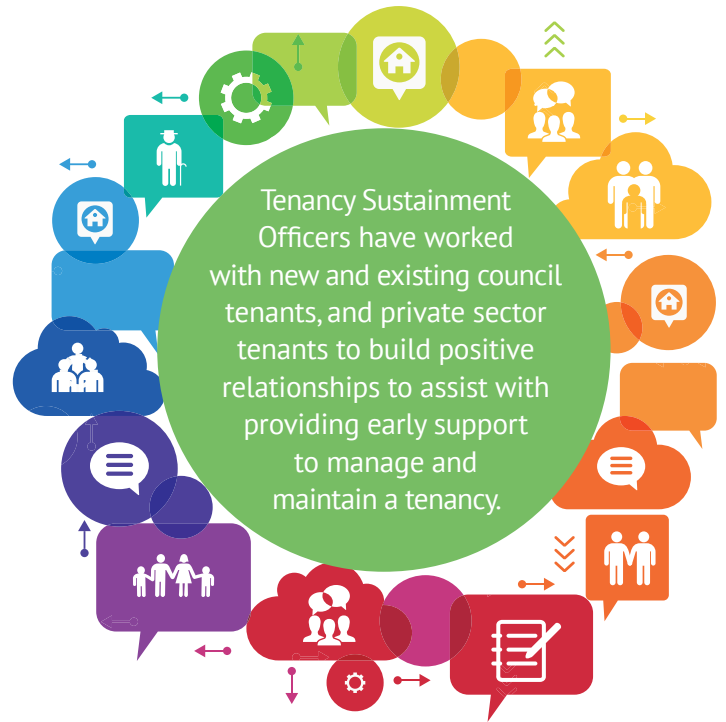 Tenancy Sustainment
Officers have worked
with new and existing council
tenants, and private sector
tenants to build positive
relationships to assist with
providing early support
to manage and
maintain a tenancy.